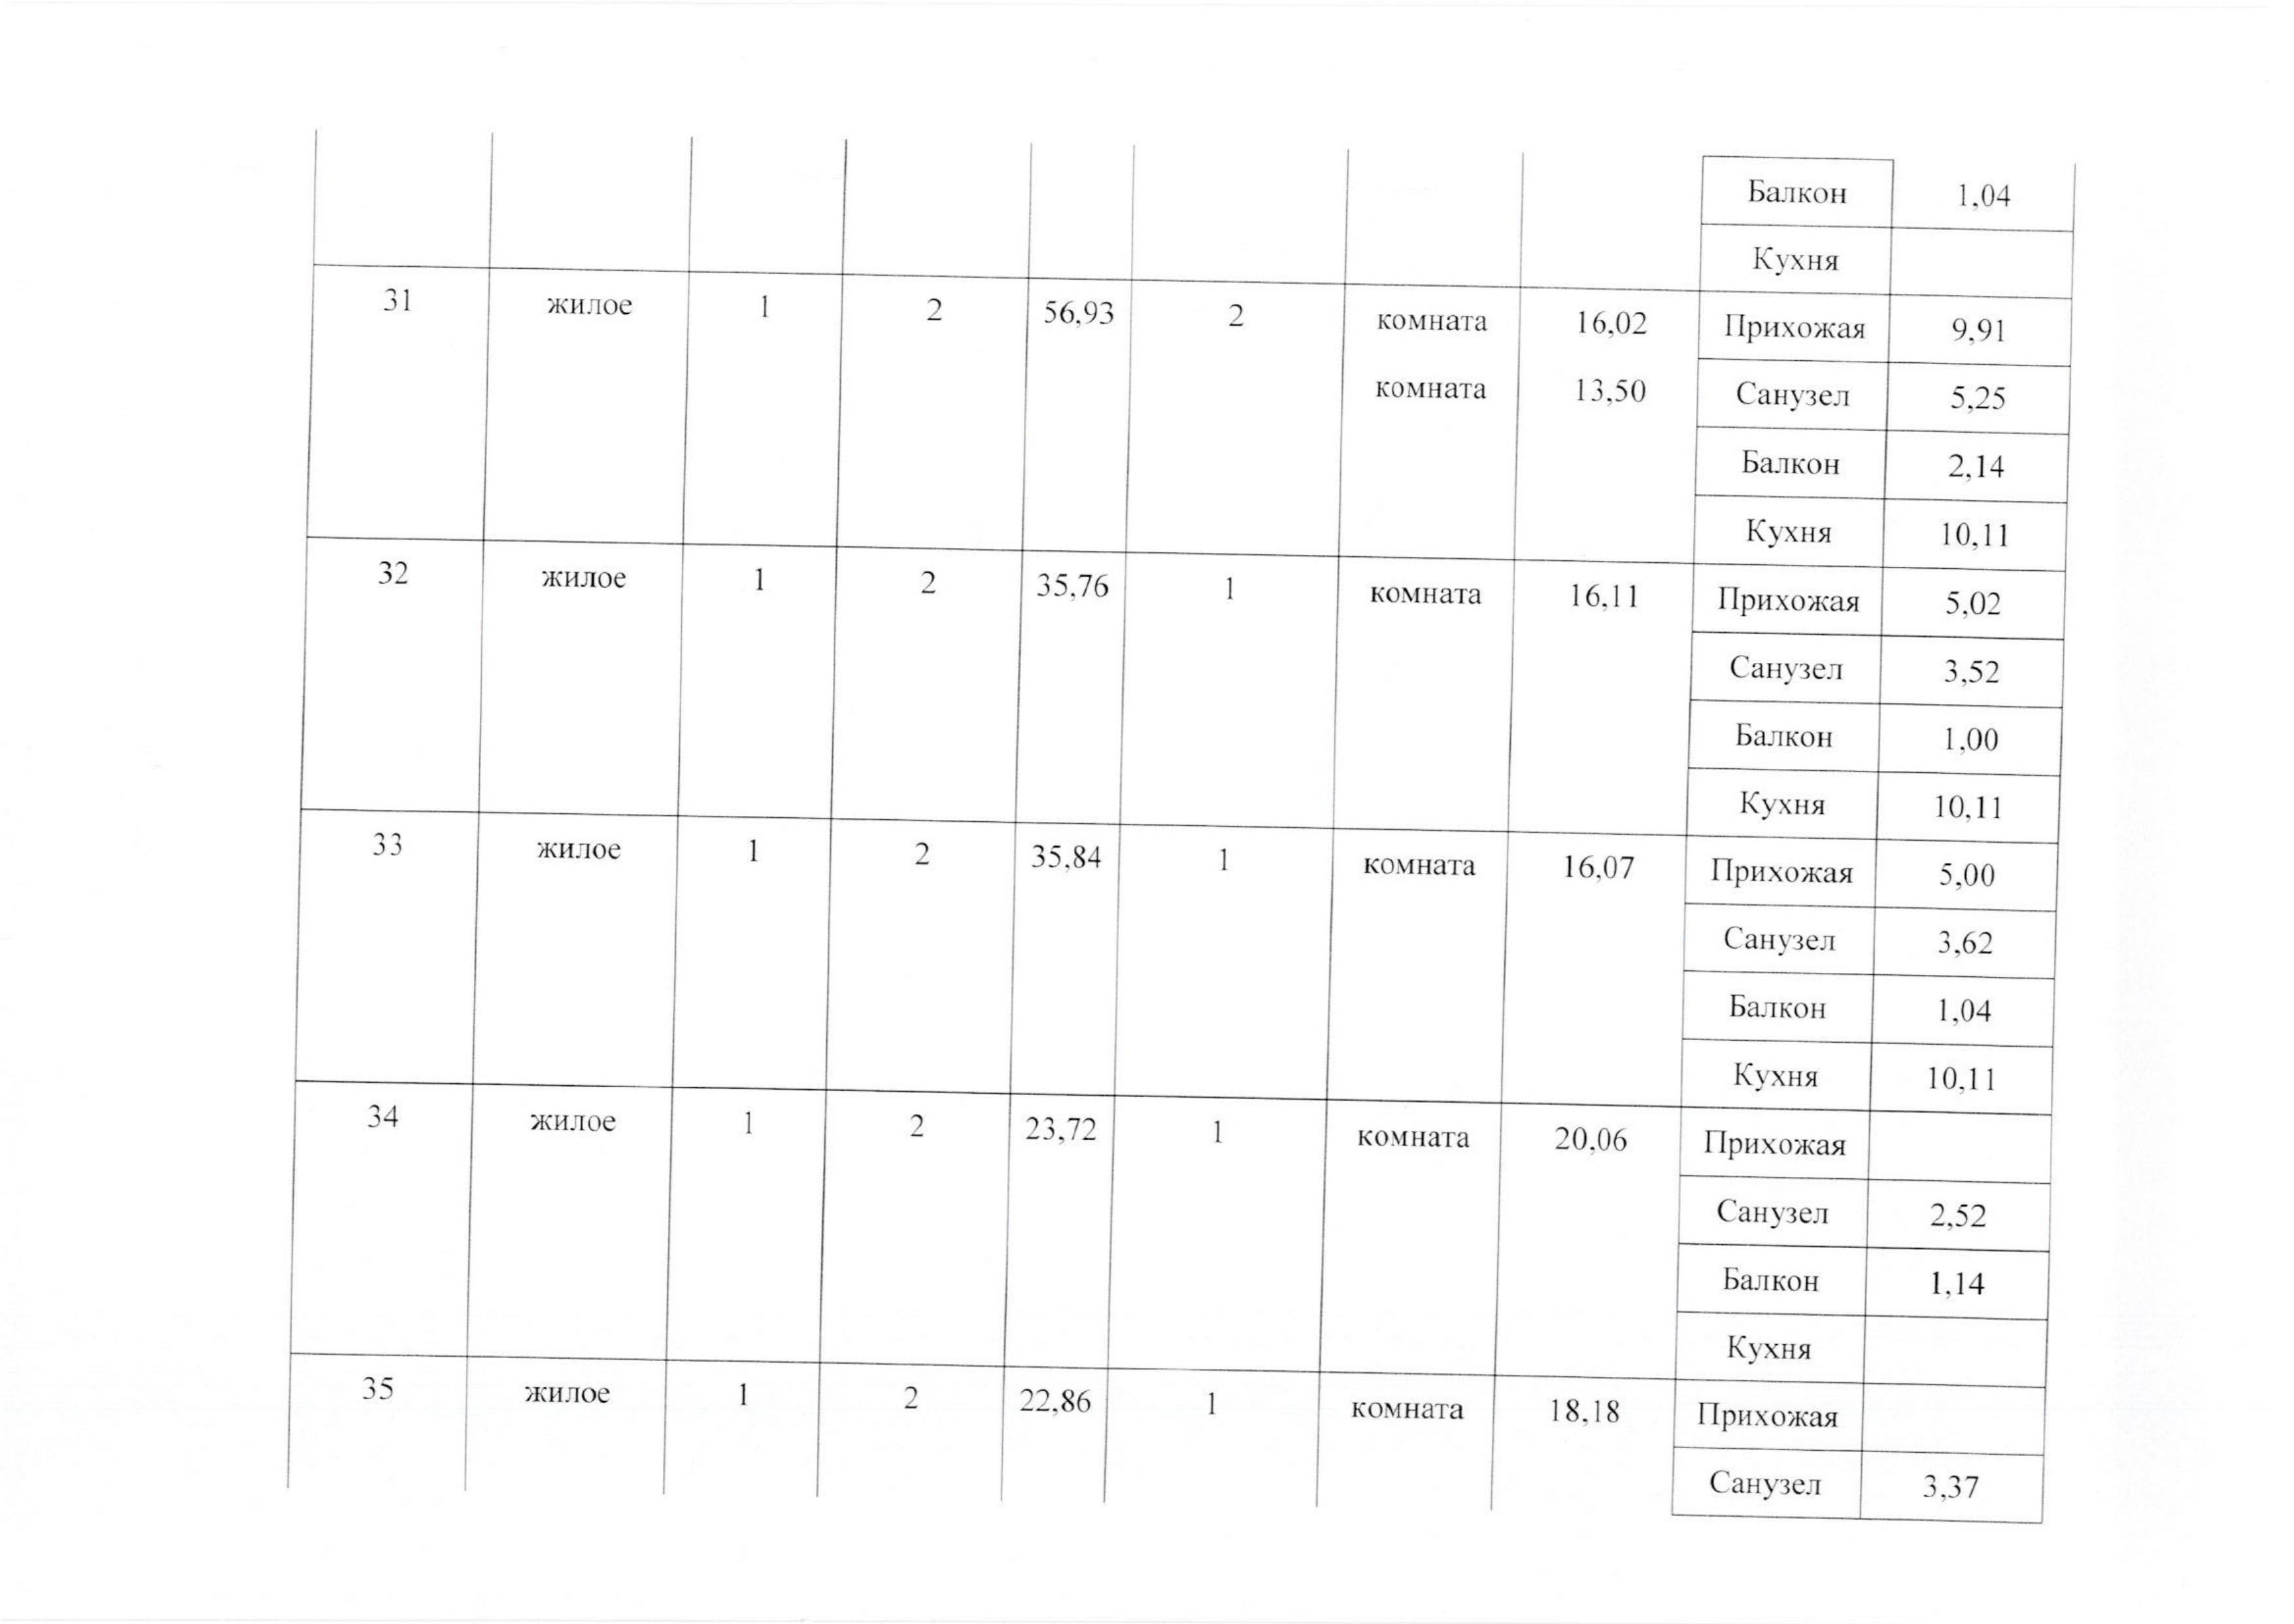 Балкон 1,04
Кухня
31 жилое 1 2 56,93 2 комната 16,02 Прихожая 9,91
комната 13,50 Санузел 5,25
Балкон 2,14
Кухня 10,11
32 жилое 1 2 35,76 1 комната 16,11 Прихожая 5,02
Санузел 3,52
Балкон 1,00
Кухня 10,11
33 жилое 1 2 35,84 1 комната 16,07 Прихожая 5,00
Санузел 3,62
Балкон 1,04
Кухня 10,11
34 жилое 1 2 23,72 1 комната 20,06 Прихожая
Санузел 2,52
Балкон 1,14
Кухня
35 жилое 1 2 22,86 1 комната 18,18 Прихожая
Санузел 3,37